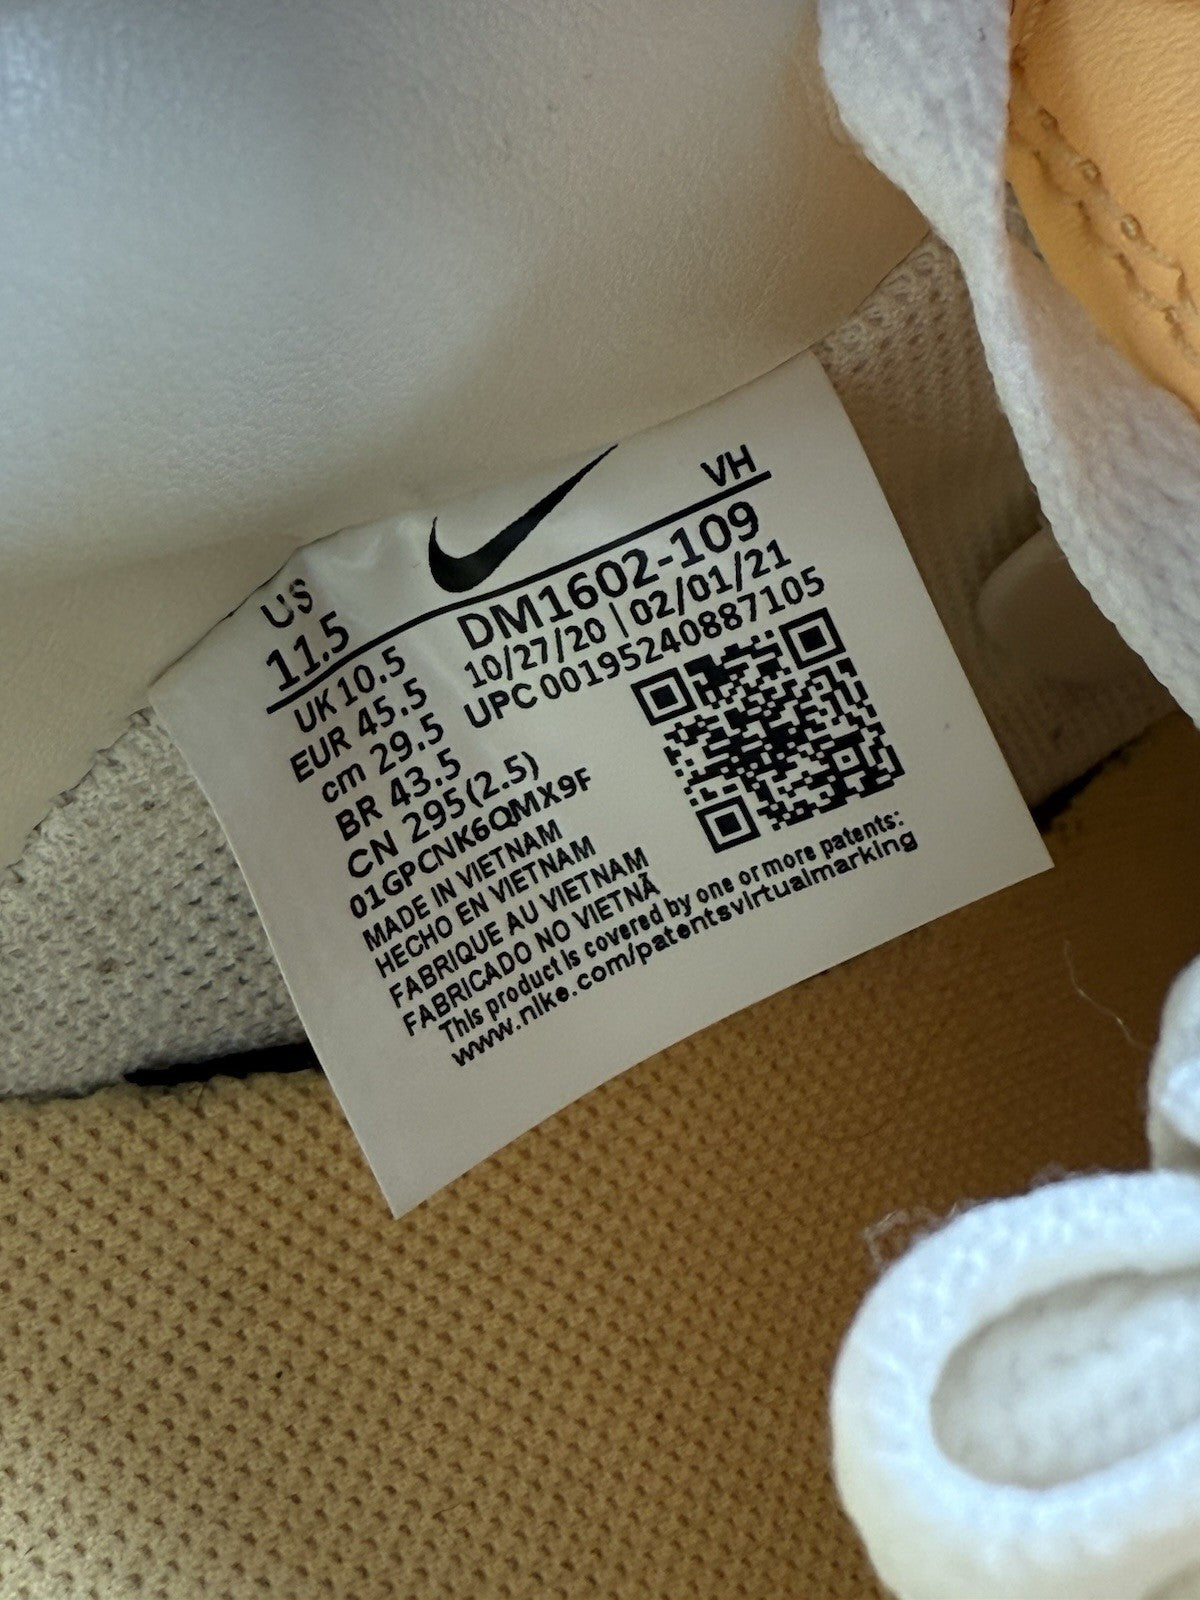 VH
US
11.5
DM1602-109
UK 10.5
10/27/20 | 02/01/21
EUR 45.5
UPC 00195240887105
cm 29.5
BR 43.5
CN 295(2.5)
01GPCNK6QMX9F
MADE IN VIETNAM
HECHO EN VIETNAM
FABRIQUE AU VIETNAM
FABRICADO NO VIETNÃ
This product is covered by one or more patents:
www.nike.com/patentsvirtualmarking